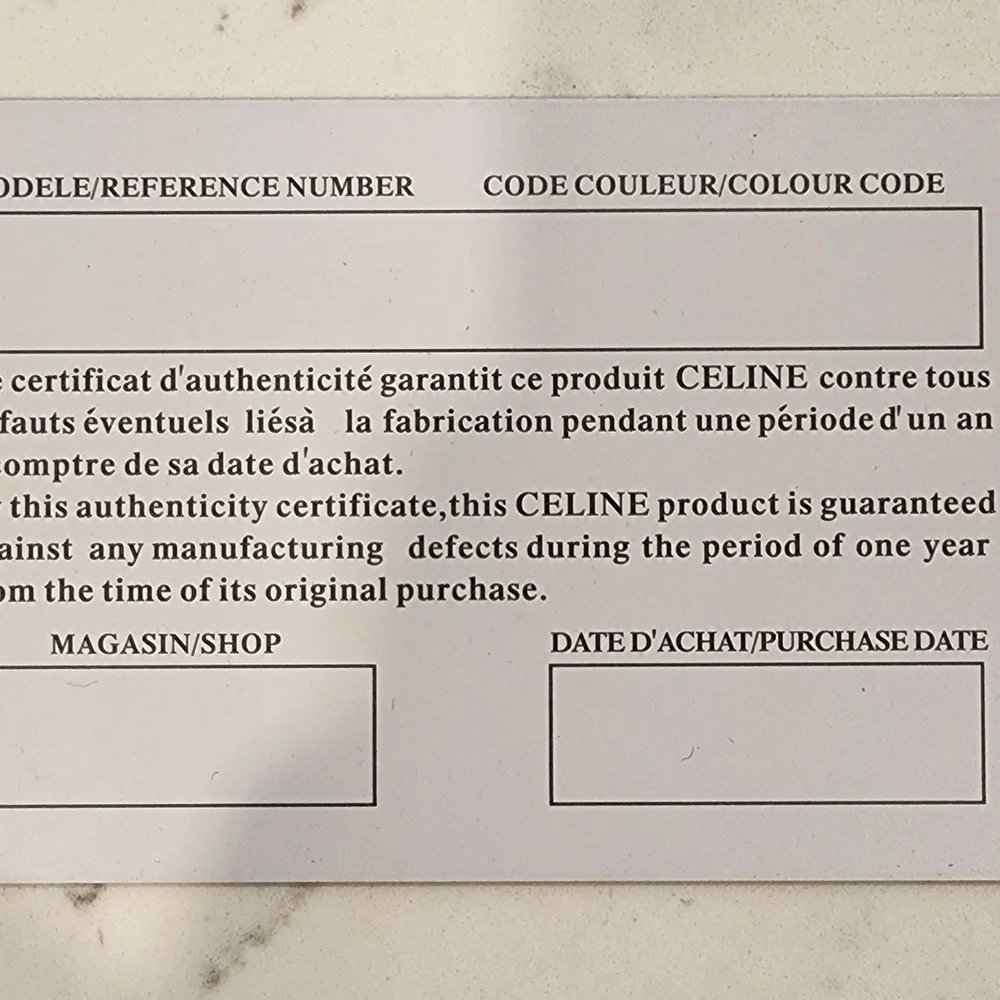 ODELE/REFERENCE NUMBER CODE COULEUR/COLOUR CODE
certificat d'authenticité garantit ce produit CELINE contre tous
fauts éventuels liésà la fabrication pendant une période d'un an
comptre de sa date d'achat.
this authenticity certificate,this CELINE product is guaranteed
ainst any manufacturing defects during the period of one year
om the time of its original purchase.
MAGASIN/SHOP DATE D'ACHAT/PURCHASE DATE